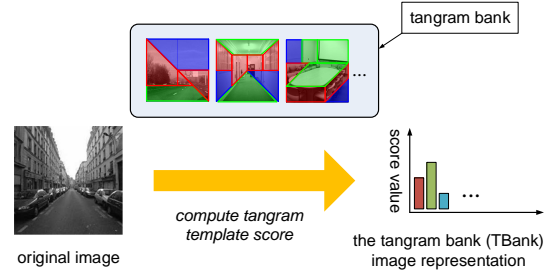 tangram bank
...
score value
...
compute tangram
template score
original image
the tangram bank (TBank)
image representation